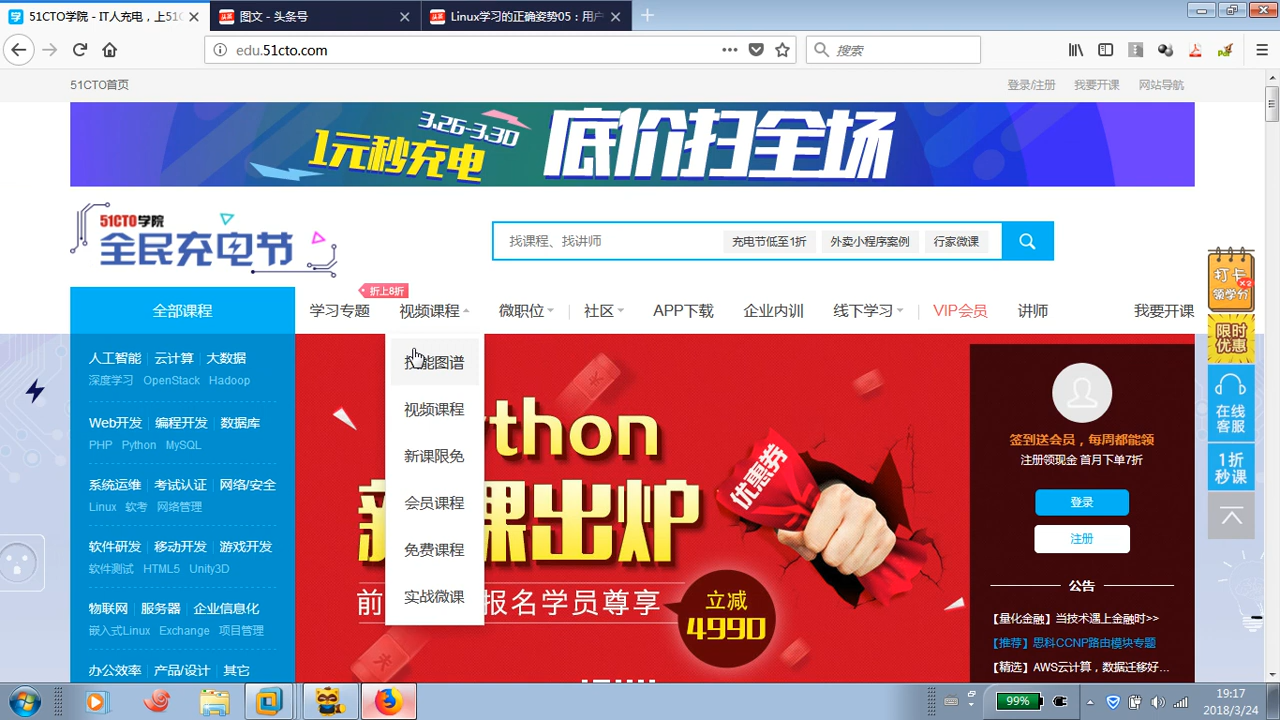 51CTO学院 - IT人充电，上51C
图文 - 头条号
Linux学习的正确姿势05：用户
edu.51cto.com
搜索
51CTO首页
登录/注册 我要开课 网站导航
3.26-3.30
1元秒充电
底价扫全场
51CTO学院
全民充电节
找课程、找讲师
充电节低至1折 外卖小程序案例 行家微课
折上8折
全部课程 学习专题 视频课程 微职位 社区 APP下载 企业内训 线下学习 VIP会员 讲师 我要开课
人工智能 云计算 大数据
深度学习 OpenStack Hadoop
Web开发 编程开发 数据库
PHP Python MySQL
系统运维 考试认证 网络/安全
Linux 软考 网络管理
软件研发 移动开发 游戏开发
软件测试 HTML5 Unity3D
物联网 服务器 企业信息化
嵌入式Linux Exchange 项目管理
办公效率 产品/设计 其它
技能图谱
视频课程
新课限免
会员课程
免费课程
实战微课
ython
新 课出炉
前 报名学员尊享
优惠券
立减
4990
签到送会员，每周都能领
注册领现金 首月下单7折
登录
注册
公告
【量化金融】当技术遇上金融时>>
【推荐】思科CCNP路由模块专题
【精选】AWS云计算，数据迁移好...
打卡
领学分
X2
限时
优惠
在线
客服
1折
秒课
99%
19:17
2018/3/24